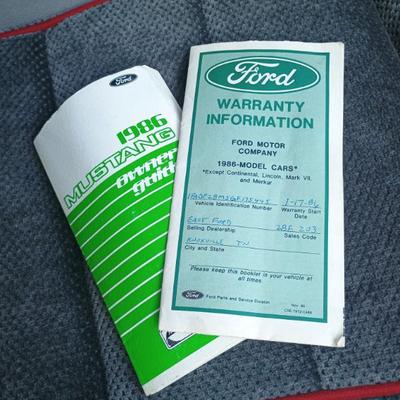 Ford
1986
MUSTANG
owner
guide
Ford
WARRANTY
INFORMATION
FORD MOTOR
COMPANY
1986-MODEL CARS*
*Except Continental, Lincoln, Mark VII,
and Merkur
1-17-86
Vehicle Identification Number Warranty Start
Date
East Ford
Selling Dealership Sales Code
Knoxville TN
City and State
Please keep this booklet in your vehicle at
all times.
Ford
Ford Parts and Service Division